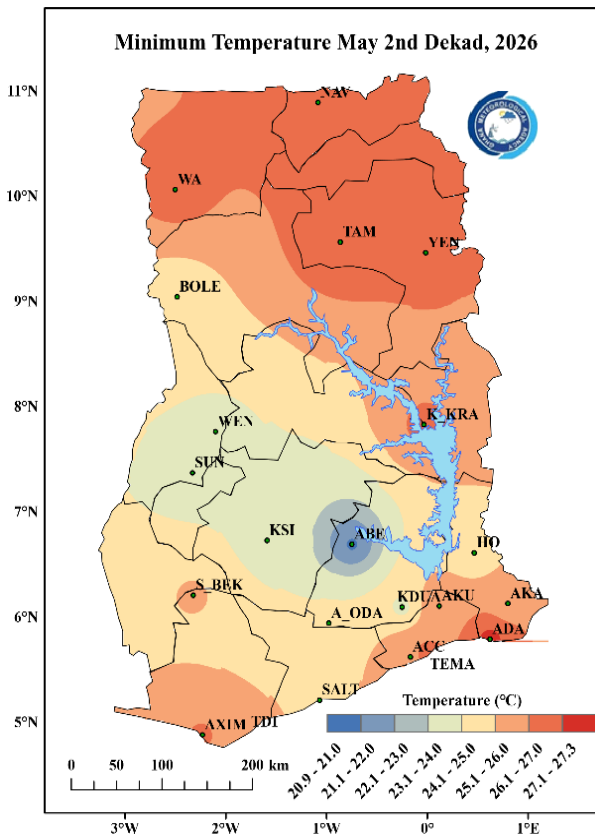 Minimum Temperature May 2nd Dekad, 2026
11°N
10°N
9°N
8°N
7°N
6°N
5°N
NAV
GHANA METEOROLOGICAL AGENCY
WA
TAM
YEN
BOLE
K_KRA
WEN
SUN
KSI
ABE
HO
S_BEK
KDUA
AKU
AKA
A_ODA
ADA
ACC
TEMA
SALT
AXIM
TDI
Temperature (°C)
20.9 - 21.0
21.1 - 22.0
22.1 - 23.0
23.1 - 24.0
24.1 - 25.0
25.1 - 26.0
26.1 - 27.0
27.1 - 27.3
0 50 100 200 km
3°W 2°W 1°W 0° 1°E